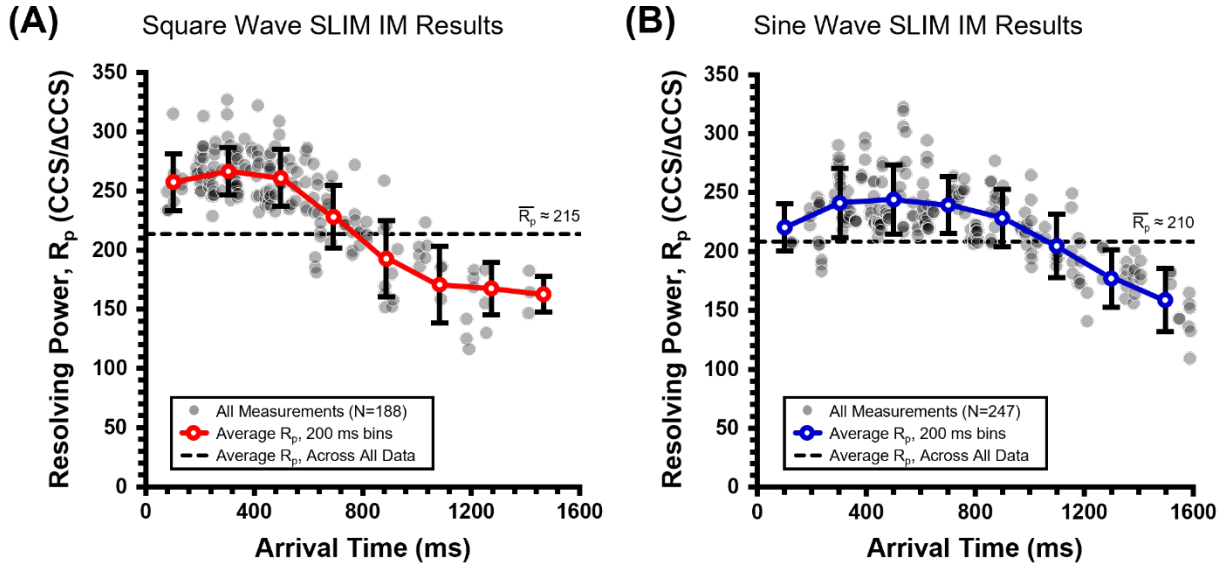 (A)
Square Wave SLIM IM Results
Resolving Power, Rp (CCS/ΔCCS)
350
300
250
200
150
100
50
0
R̅p ≈ 215
All Measurements (N=188)
Average Rp, 200 ms bins
Average Rp, Across All Data
0 400 800 1200 1600
Arrival Time (ms)
(B)
Sine Wave SLIM IM Results
Resolving Power, Rp (CCS/ΔCCS)
350
300
250
200
150
100
50
0
R̅p ≈ 210
All Measurements (N=247)
Average Rp, 200 ms bins
Average Rp, Across All Data
0 400 800 1200 1600
Arrival Time (ms)